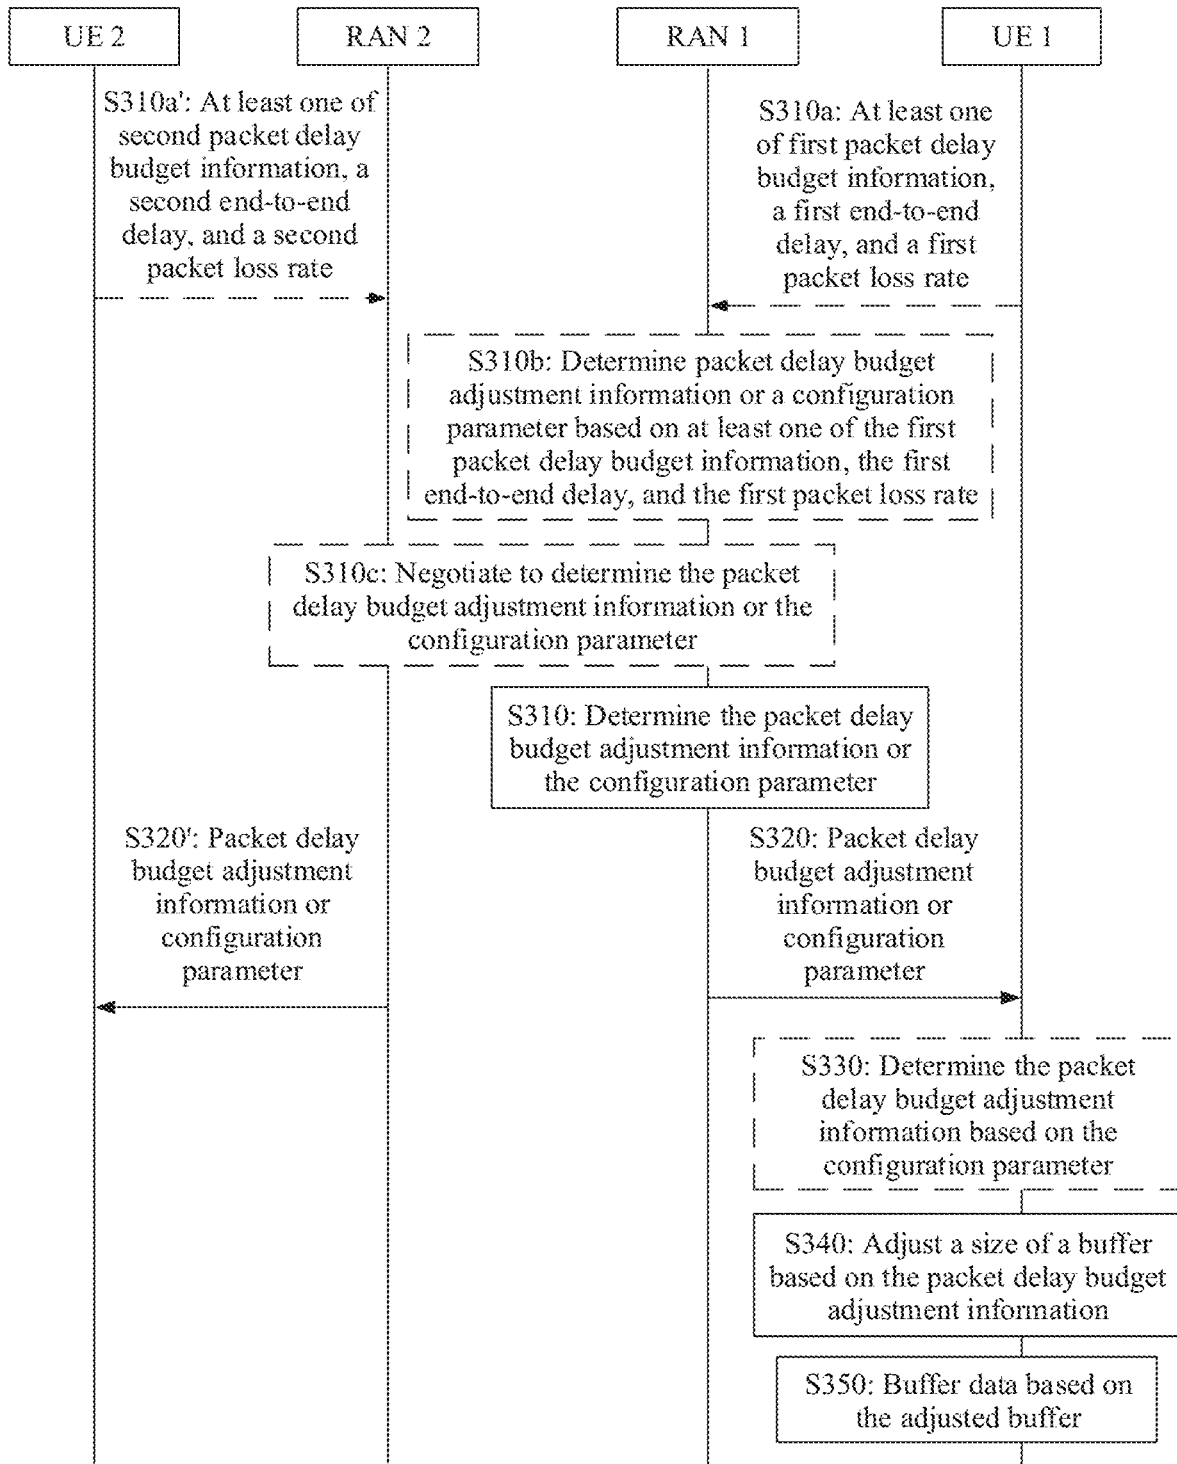 UE 2
RAN 2
RAN 1
UE 1
S310a': At least one of
second packet delay
budget information, a
second end-to-end
delay, and a second
packet loss rate
S310a: At least one
of first packet delay
budget information,
a first end-to-end
delay, and a first
packet loss rate
S310b: Determine packet delay budget
adjustment information or a configuration
parameter based on at least one of the first
packet delay budget information, the first
end-to-end delay, and the first packet loss rate
S310c: Negotiate to determine the packet
delay budget adjustment information or the
configuration parameter
S310: Determine the packet delay
budget adjustment information or
the configuration parameter
S320': Packet delay
budget adjustment
information or
configuration
parameter
S320: Packet delay
budget adjustment
information or
configuration
parameter
S330: Determine the packet
delay budget adjustment
information based on the
configuration parameter
S340: Adjust a size of a buffer
based on the packet delay budget
adjustment information
S350: Buffer data based on
the adjusted buffer